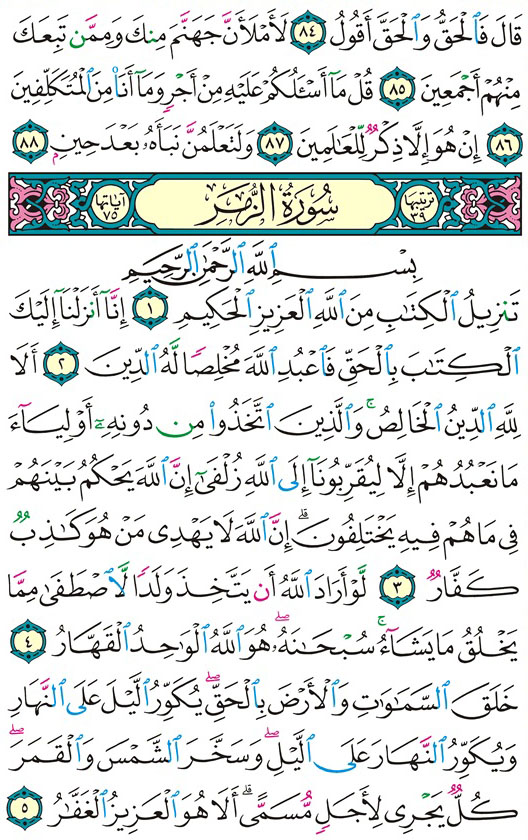 قَالَ فَٱلْحَقُّ وَٱلْحَقَّ أَقُولُ ٨٤ لَأَمْلَأَنَّ جَهَنَّمَ مِنكَ وَمِمَّن تَبِعَكَ
مِنْهُمْ أَجْمَعِينَ ٨٥ قُلْ مَآ أَسْـَٔلُكُمْ عَلَيْهِ مِنْ أَجْرٍ وَمَآ أَنَا۠ مِنَ ٱلْمُتَكَلِّفِينَ
٨٦ إِنْ هُوَ إِلَّا ذِكْرٌ لِّلْعَٰلَمِينَ ٨٧ وَلَتَعْلَمُنَّ نَبَأَهُۥ بَعْدَ حِينٍۭ ٨٨
ترتيبها ٣٩ سُورَةُ الزُّمَرِ آياتها ٧٥
بِسْمِ ٱللَّهِ ٱلرَّحْمَٰنِ ٱلرَّحِيمِ
تَنزِيلُ ٱلْكِتَٰبِ مِنَ ٱللَّهِ ٱلْعَزِيزِ ٱلْحَكِيمِ ١ إِنَّآ أَنزَلْنَآ إِلَيْكَ
ٱلْكِتَٰبَ بِٱلْحَقِّ فَٱعْبُدِ ٱللَّهَ مُخْلِصًا لَّهُ ٱلدِّينَ ٢ أَلَا
لِلَّهِ ٱلدِّينُ ٱلْخَالِصُ ۚ وَٱلَّذِينَ ٱتَّخَذُوا۟ مِن دُونِهِۦٓ أَوْلِيَآءَ
مَا نَعْبُدُهُمْ إِلَّا لِيُقَرِّبُونَآ إِلَى ٱللَّهِ زُلْفَىٰٓ إِنَّ ٱللَّهَ يَحْكُمُ بَيْنَهُمْ
فِى مَا هُمْ فِيهِ يَخْتَلِفُونَ ۗ إِنَّ ٱللَّهَ لَا يَهْدِى مَنْ هُوَ كَٰذِبٌ
كَفَّارٌ ٣ لَّوْ أَرَادَ ٱللَّهُ أَن يَتَّخِذَ وَلَدًا لَّٱصْطَفَىٰ مِمَّا
يَخْلُقُ مَا يَشَآءُ ۚ سُبْحَٰنَهُۥ ۖ هُوَ ٱللَّهُ ٱلْوَٰحِدُ ٱلْقَهَّارُ ٤
خَلَقَ ٱلسَّمَٰوَٰتِ وَٱلْأَرْضَ بِٱلْحَقِّ ۖ يُكَوِّرُ ٱلَّيْلَ عَلَى ٱلنَّهَارِ
وَيُكَوِّرُ ٱلنَّهَارَ عَلَى ٱلَّيْلِ ۖ وَسَخَّرَ ٱلشَّمْسَ وَٱلْقَمَرَ ۖ
كُلٌّ يَجْرِى لِأَجَلٍ مُّسَمًّى ۗ أَلَا هُوَ ٱلْعَزِيزُ ٱلْغَفَّٰرُ ٥